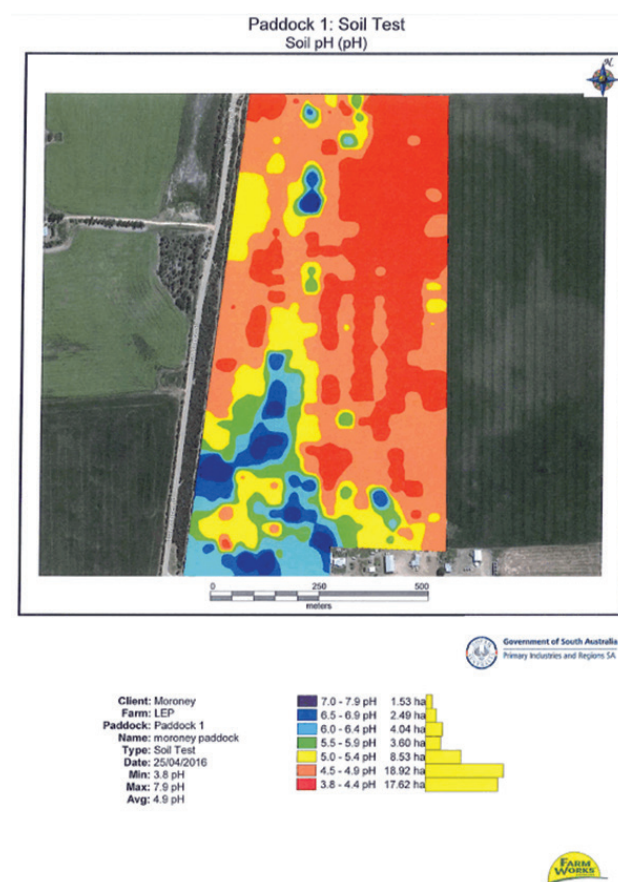 Paddock 1: Soil Test
Soil pH (pH)
N
0 250 500
meters
Government of South Australia
Primary Industries and Regions SA
Client: Moroney
Farm: LEP
Paddock: Paddock 1
Name: moroney paddock
Type: Soil Test
Date: 25/04/2016
Min: 3.8 pH
Max: 7.9 pH
Avg: 4.9 pH
7.0 - 7.9 pH 1.53 ha
6.5 - 6.9 pH 2.49 ha
6.0 - 6.4 pH 4.04 ha
5.5 - 5.9 pH 3.60 ha
5.0 - 5.4 pH 8.53 ha
4.5 - 4.9 pH 18.92 ha
3.8 - 4.4 pH 17.62 ha
FARM
WORKS